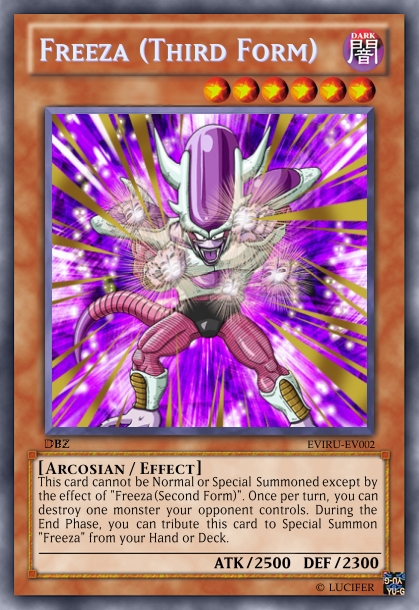 Freeza (Third Form)
DARK
闇
DBZ
EVIRU-EV002
[Arcosian / Effect]
This card cannot be Normal or Special Summoned except by
the effect of "Freeza(Second Form)". Once per turn, you can
destroy one monster your opponent controls. During the
End Phase, you can tribute this card to Special Summon
"Freeza" from your Hand or Deck.
ATK/2500 DEF/2300
© LUCIFER
YU-G